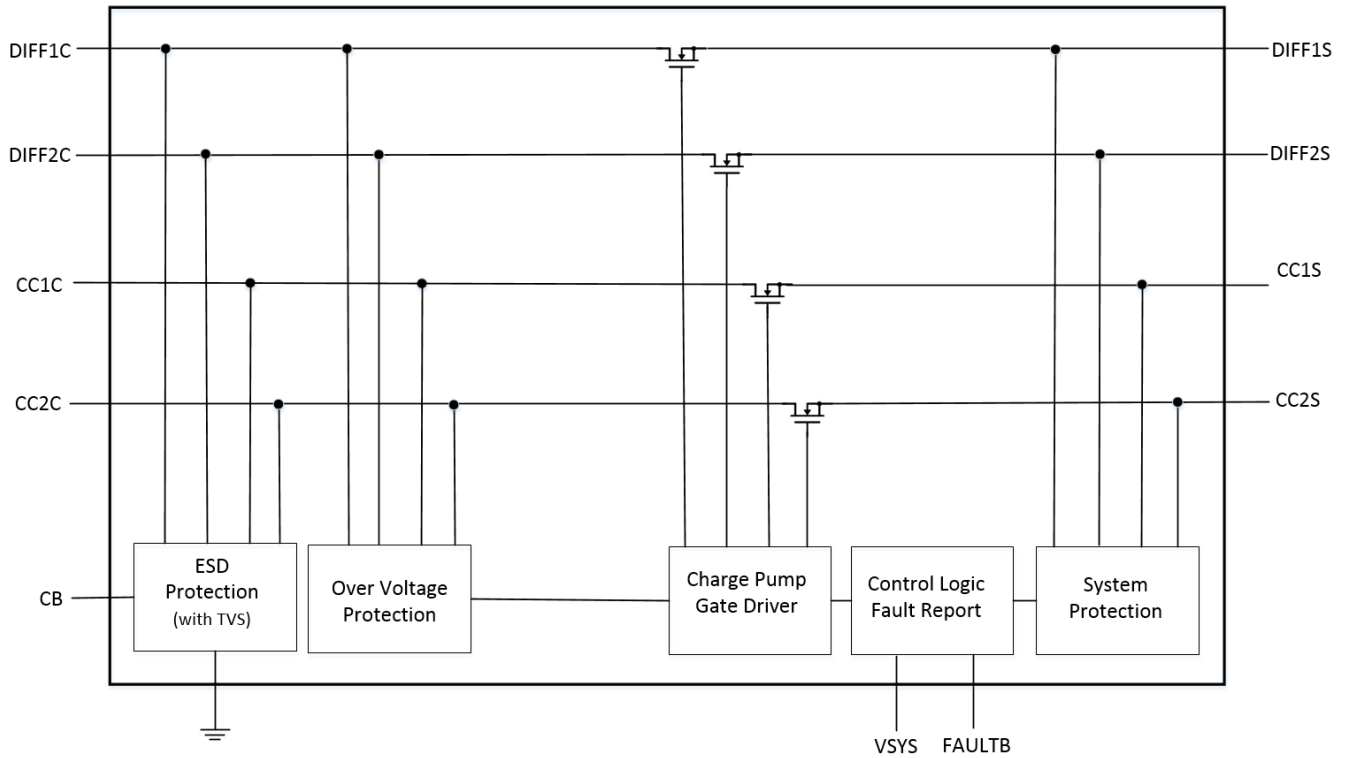 DIFF1C
DIFF1S
DIFF2C
DIFF2S
CC1C
CC1S
CC2C
CC2S
CB
ESD
Protection
(with TVS)
Over Voltage
Protection
Charge Pump
Gate Driver
Control Logic
Fault Report
System
Protection
VSYS
FAULTB